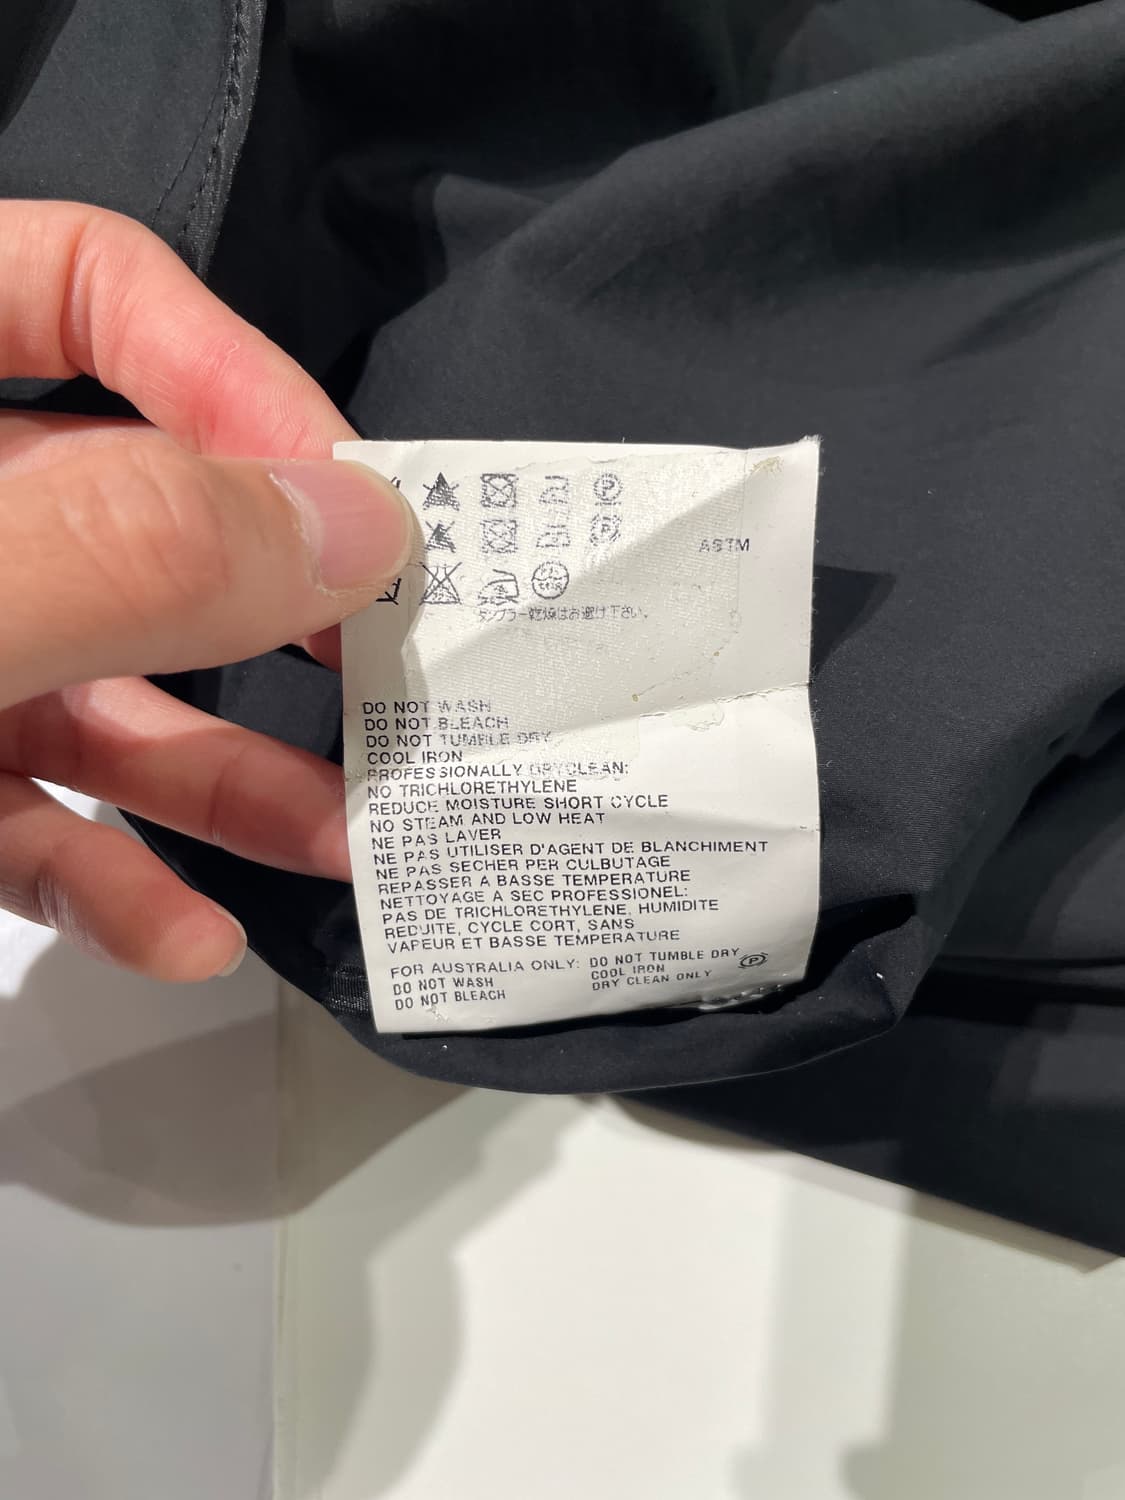 ASTM
タンブラー乾燥はお避け下さい。
DO NOT WASH
DO NOT BLEACH
DO NOT TUMBLE DRY
COOL IRON
PROFESSIONALLY DRYCLEAN:
NO TRICHLORETHYLENE
REDUCE MOISTURE SHORT CYCLE
NO STEAM AND LOW HEAT
NE PAS LAVER
NE PAS UTILISER D'AGENT DE BLANCHIMENT
NE PAS SECHER PER CULBUTAGE
REPASSER A BASSE TEMPERATURE
NETTOYAGE A SEC PROFESSIONEL:
PAS DE TRICHLORETHYLENE, HUMIDITE
REDUITE, CYCLE CORT, SANS
VAPEUR ET BASSE TEMPERATURE
FOR AUSTRALIA ONLY: DO NOT TUMBLE DRY P
DO NOT WASH COOL IRON
DO NOT BLEACH DRY CLEAN ONLY